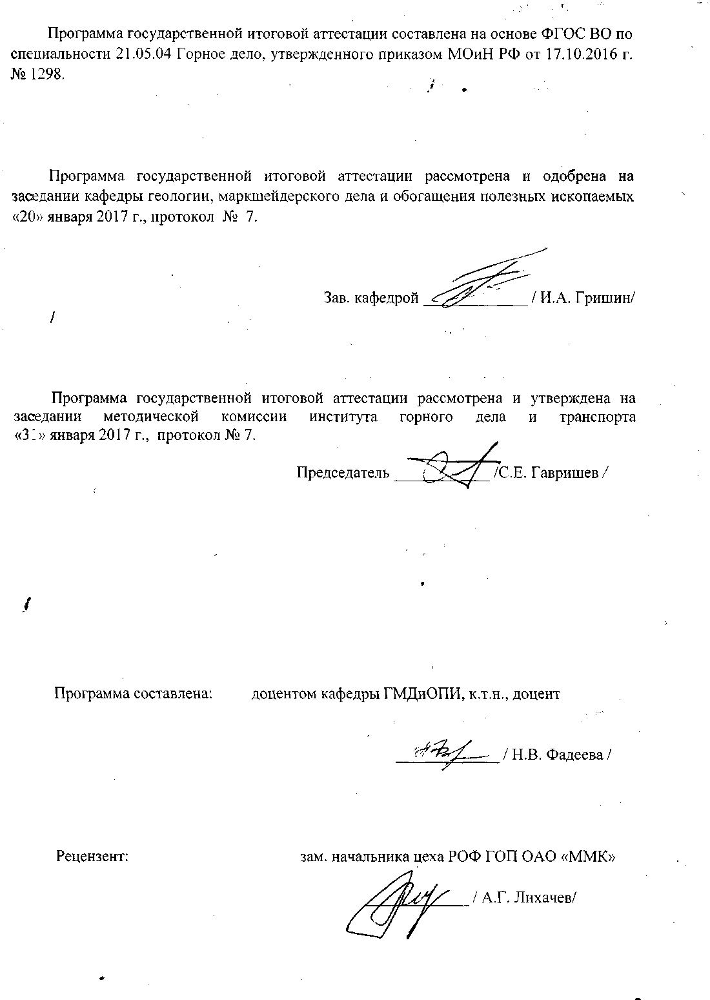 Программа государственной итоговой аттестации составлена на основе ФГОС ВО по
специальности 21.05.04 Горное дело, утвержденного приказом МОиН РФ от 17.10.2016 г.
№ 1298.
Программа государственной итоговой аттестации рассмотрена и одобрена на
заседании кафедры геологии, маркшейдерского дела и обогащения полезных ископаемых
«20» января 2017 г., протокол № 7.
Зав. кафедрой / И.А. Гришин/
/
Программа государственной итоговой аттестации рассмотрена и утверждена на
заседании методической комиссии института горного дела и транспорта
«31» января 2017 г., протокол № 7.
Председатель /С.Е. Гавришев /
Программа составлена: доцентом кафедры ГМДиОПИ, к.т.н., доцент
/ Н.В. Фадеева /
Рецензент: зам. начальника цеха РОФ ГОП ОАО «ММК»
/ А.Г. Лихачев/